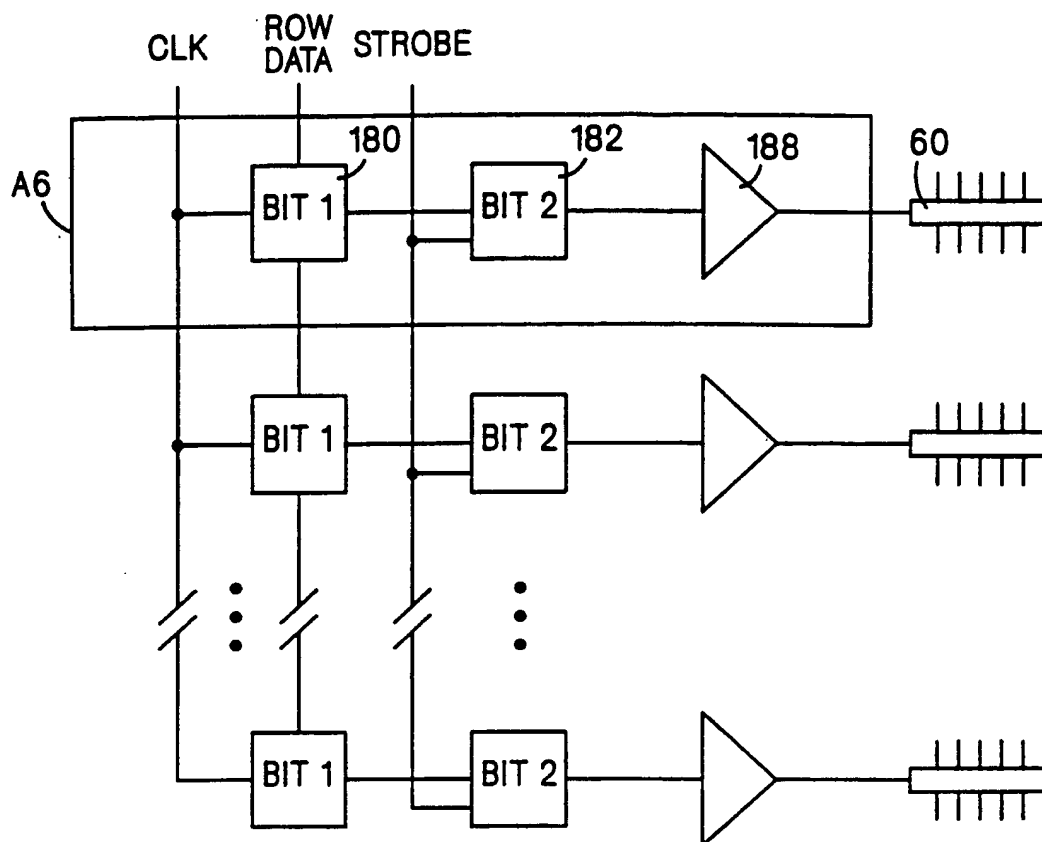 CLK
ROW
DATA
STROBE
A6
180
182
188
60
BIT 1
BIT 2
BIT 1
BIT 2
BIT 1
BIT 2